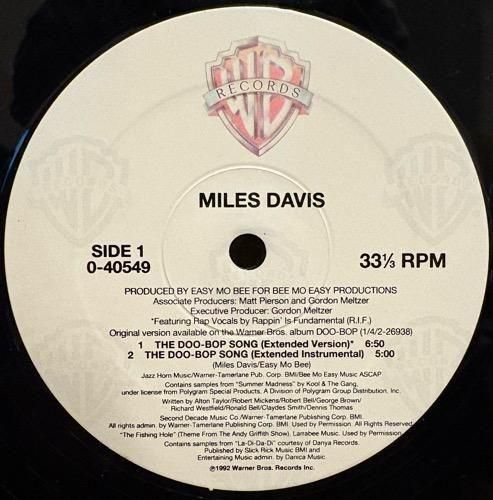 WB
RECORDS
MILES DAVIS
SIDE 1
0-40549
33⅓ RPM
PRODUCED BY EASY MO BEE FOR BEE MO EASY PRODUCTIONS
Associate Producers: Matt Pierson and Gordon Meltzer
Executive Producer: Gordon Meltzer
*Featuring Rap Vocals by Rappin' Is Fundamental (R.I.F.)
Original version available on the Warner Bros. album DOO-BOP (1/4/2-26938)
1 THE DOO-BOP SONG (Extended Version)* 6:50
2 THE DOO-BOP SONG (Extended Instrumental) 5:00
(Miles Davis/Easy Mo Bee)
Jazz Horn Music/Warner-Tamerlane Pub. Corp. BMI/Bee Mo Easy Music ASCAP
Contains samples from "Summer Madness" by Kool & The Gang,
under license from Polygram Special Products, A Division of Polygram Group Distribution, Inc.
Written by Alton Taylor/Robert Mickens/Robert Bell/George Brown/
Richard Westfield/Ronald Bell/Claydes Smith/Dennis Thomas
Second Decade Music Co./Warner-Tamerlane Publishing Corp. BMI.
All rights admin. by Warner-Tamerlane Publishing Corp. BMI. Used by Permission. All Rights Reserved.
"The Fishing Hole" (Theme From The Andy Griffith Show), Larrabee Music. Used by Permission.
Contains samples from "La-Di-Da-Di" courtesy of Danya Records.
Published by Slick Rick Music BMI and
Entertaining Music admin. by Danica Music.
℗1992 Warner Bros. Records Inc.